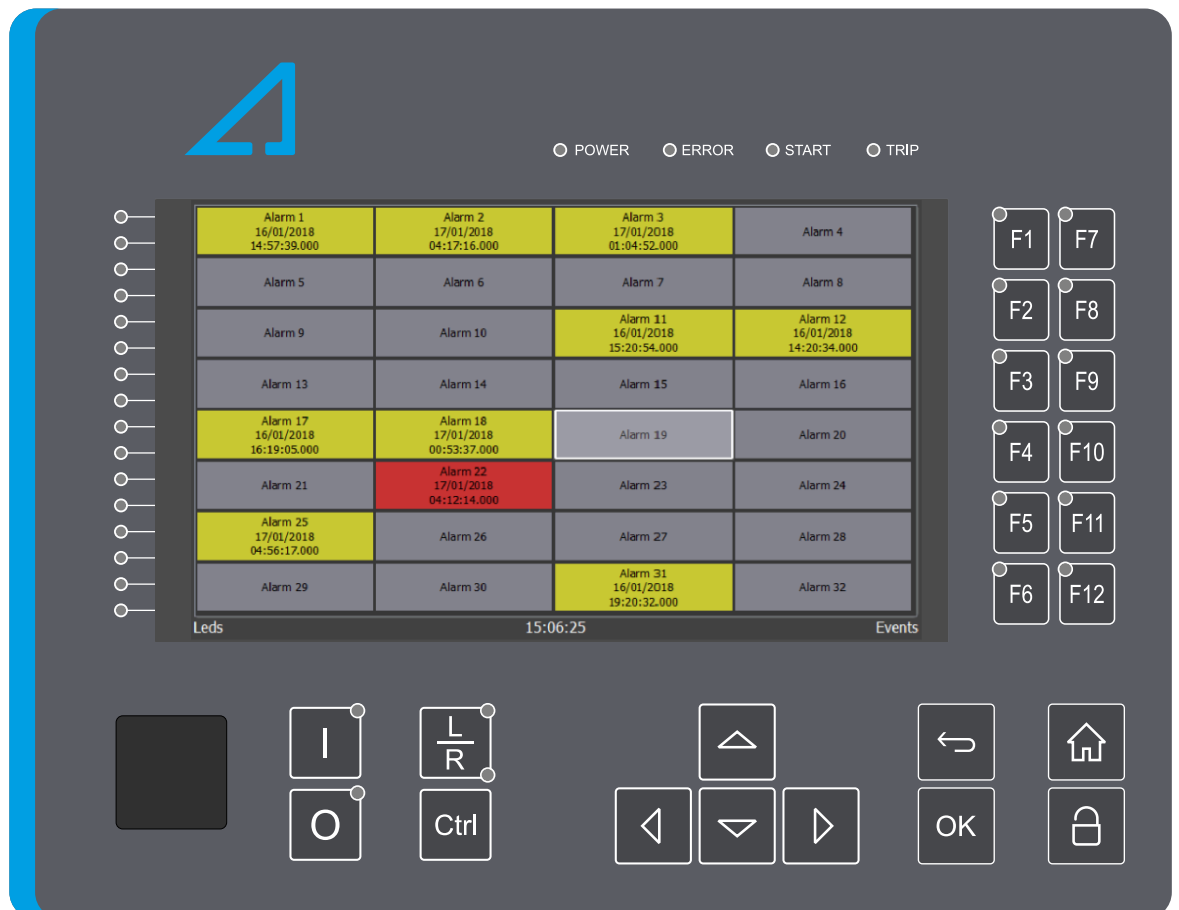 POWER ERROR START TRIP
Alarm 1
16/01/2018
14:57:39.000
Alarm 2
17/01/2018
04:17:16.000
Alarm 3
17/01/2018
01:04:52.000
Alarm 4
Alarm 5
Alarm 6
Alarm 7
Alarm 8
Alarm 9
Alarm 10
Alarm 11
16/01/2018
15:20:54.000
Alarm 12
16/01/2018
14:20:34.000
Alarm 13
Alarm 14
Alarm 15
Alarm 16
Alarm 17
16/01/2018
16:19:05.000
Alarm 18
17/01/2018
00:53:37.000
Alarm 19
Alarm 20
Alarm 21
Alarm 22
17/01/2018
04:12:14.000
Alarm 23
Alarm 24
Alarm 25
17/01/2018
04:56:17.000
Alarm 26
Alarm 27
Alarm 28
Alarm 29
Alarm 30
Alarm 31
16/01/2018
19:20:32.000
Alarm 32
Leds 15:06:25 Events
F1 F7
F2 F8
F3 F9
F4 F10
F5 F11
F6 F12
I
L
R
O
Ctrl
OK